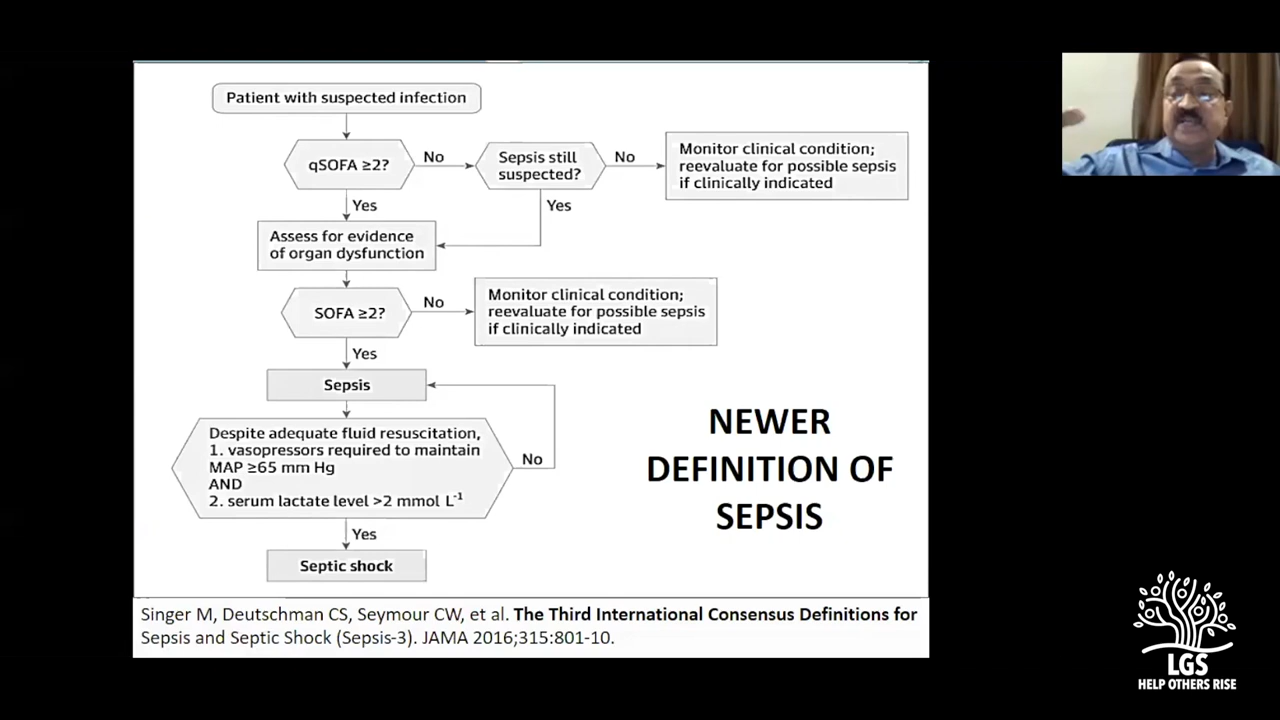 Patient with suspected infection
qSOFA ≥2?
No
Sepsis still
suspected?
No
Monitor clinical condition;
reevaluate for possible sepsis
if clinically indicated
Yes
Yes
Assess for evidence
of organ dysfunction
SOFA ≥2?
No
Monitor clinical condition;
reevaluate for possible sepsis
if clinically indicated
Yes
Sepsis
Despite adequate fluid resuscitation,
1. vasopressors required to maintain
MAP ≥65 mm Hg
AND
2. serum lactate level >2 mmol L⁻¹
No
Yes
Septic shock
NEWER
DEFINITION OF
SEPSIS
Singer M, Deutschman CS, Seymour CW, et al. The Third International Consensus Definitions for
Sepsis and Septic Shock (Sepsis-3). JAMA 2016;315:801-10.
LGS
HELP OTHERS RISE